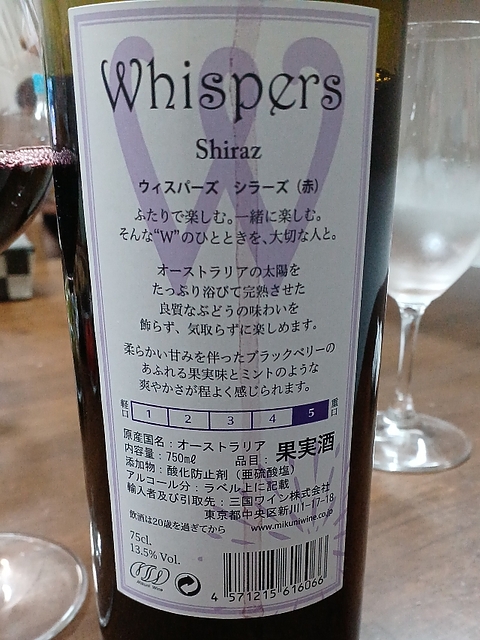 Whispers
Shiraz
ウィスパーズ シラーズ（赤）
ふたりで楽しむ。一緒に楽しむ。
そんな“W”のひとときを、大切な人と。
オーストラリアの太陽を
たっぷり浴びて完熟させた
良質なぶどうの味わいを
飾らず、気取らずに楽しめます。
柔らかい甘みを伴ったブラックベリーの
あふれる果実味とミントのような
爽やかさが程よく感じられます。
軽口 1 2 3 4 5 重口
原産国名：オーストラリア
内容量：750mℓ 品目：果実酒
添加物：酸化防止剤（亜硫酸塩）
アルコール分：ラベル上に記載
輸入者及び引取先：三国ワイン株式会社
東京都中央区新川1-17-18
飲酒は20歳を過ぎてから www.mikuniwine.co.jp
75cl.
13.5% Vol.
Mikuni Wine
4 571215 616066